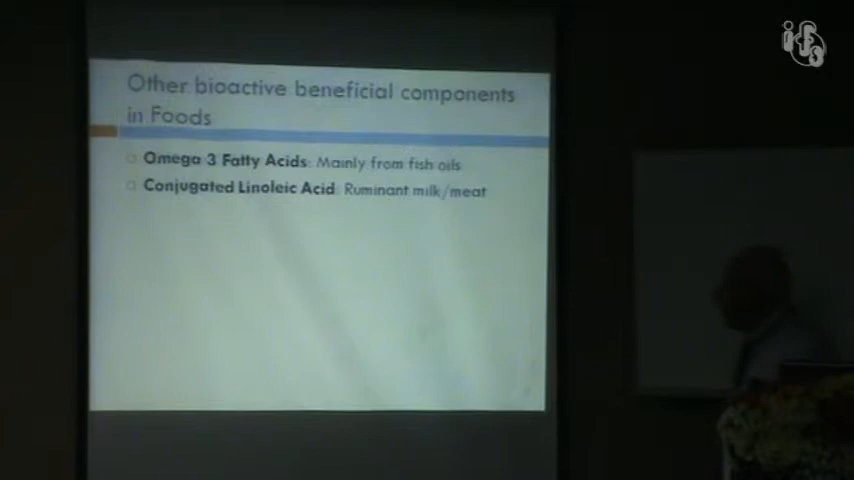 Other bioactive beneficial components
in Foods
Omega 3 Fatty Acids: Mainly from fish oils
Conjugated Linoleic Acid: Ruminant milk/meat